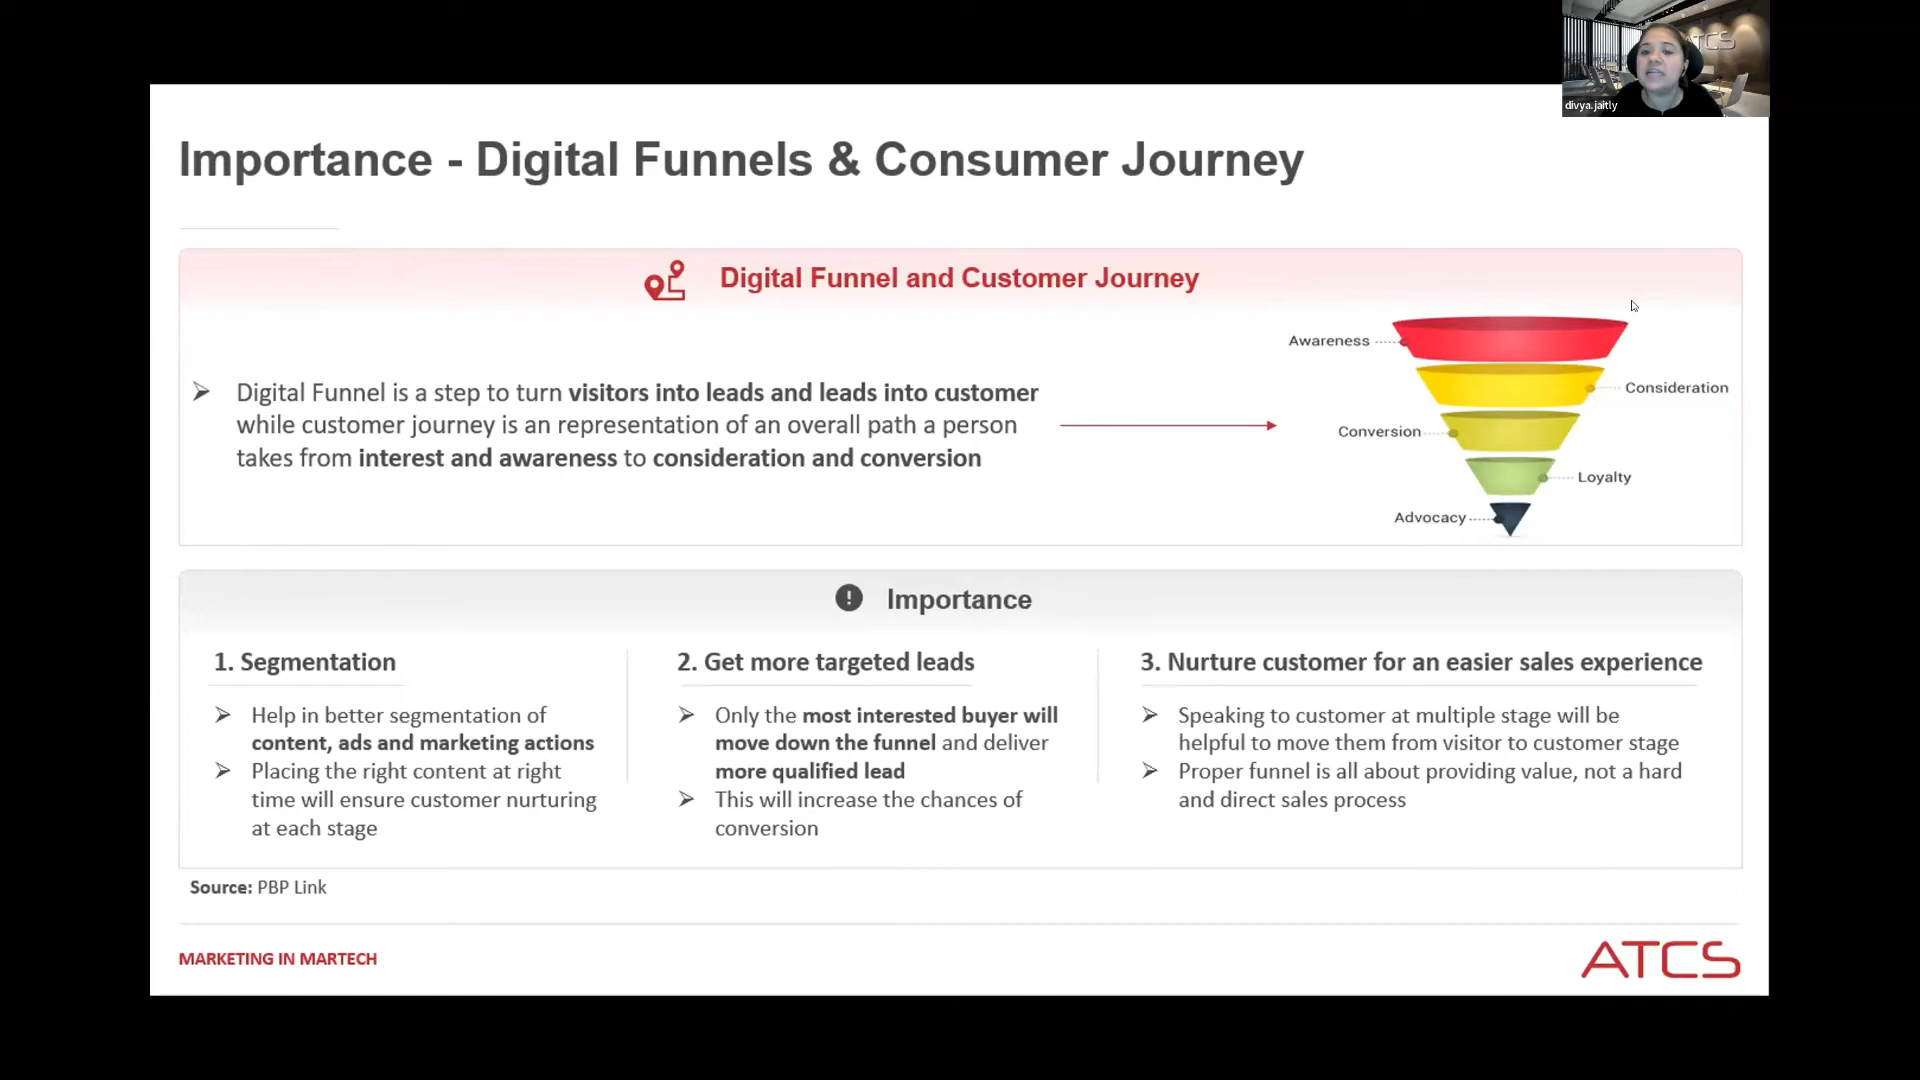 TCS
divya.jaitly
Importance - Digital Funnels & Consumer Journey
Digital Funnel and Customer Journey
Digital Funnel is a step to turn visitors into leads and leads into customer
while customer journey is an representation of an overall path a person
takes from interest and awareness to consideration and conversion
Awareness
Consideration
Conversion
Loyalty
Advocacy
Importance
1. Segmentation
Help in better segmentation of
content, ads and marketing actions
Placing the right content at right
time will ensure customer nurturing
at each stage
2. Get more targeted leads
Only the most interested buyer will
move down the funnel and deliver
more qualified lead
This will increase the chances of
conversion
3. Nurture customer for an easier sales experience
Speaking to customer at multiple stage will be
helpful to move them from visitor to customer stage
Proper funnel is all about providing value, not a hard
and direct sales process
Source: PBP Link
MARKETING IN MARTECH
ATCS